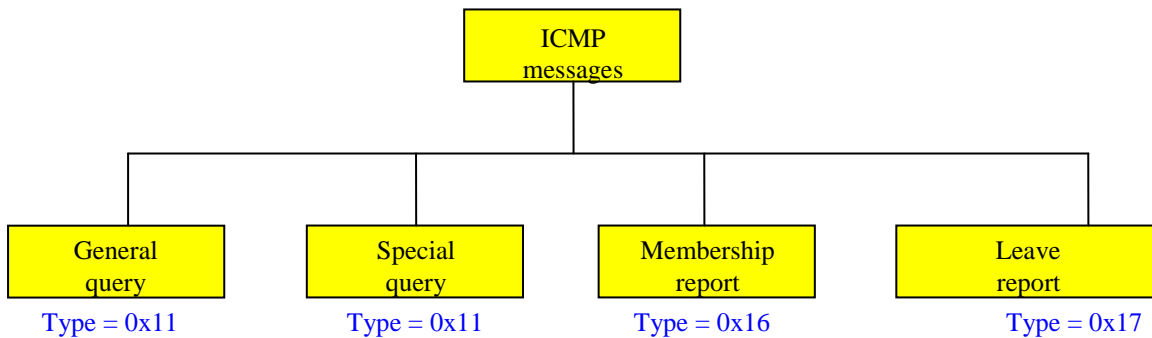 ICMP
messages
General
query
Special
query
Membership
report
Leave
report
Type = 0x11
Type = 0x11
Type = 0x16
Type = 0x17